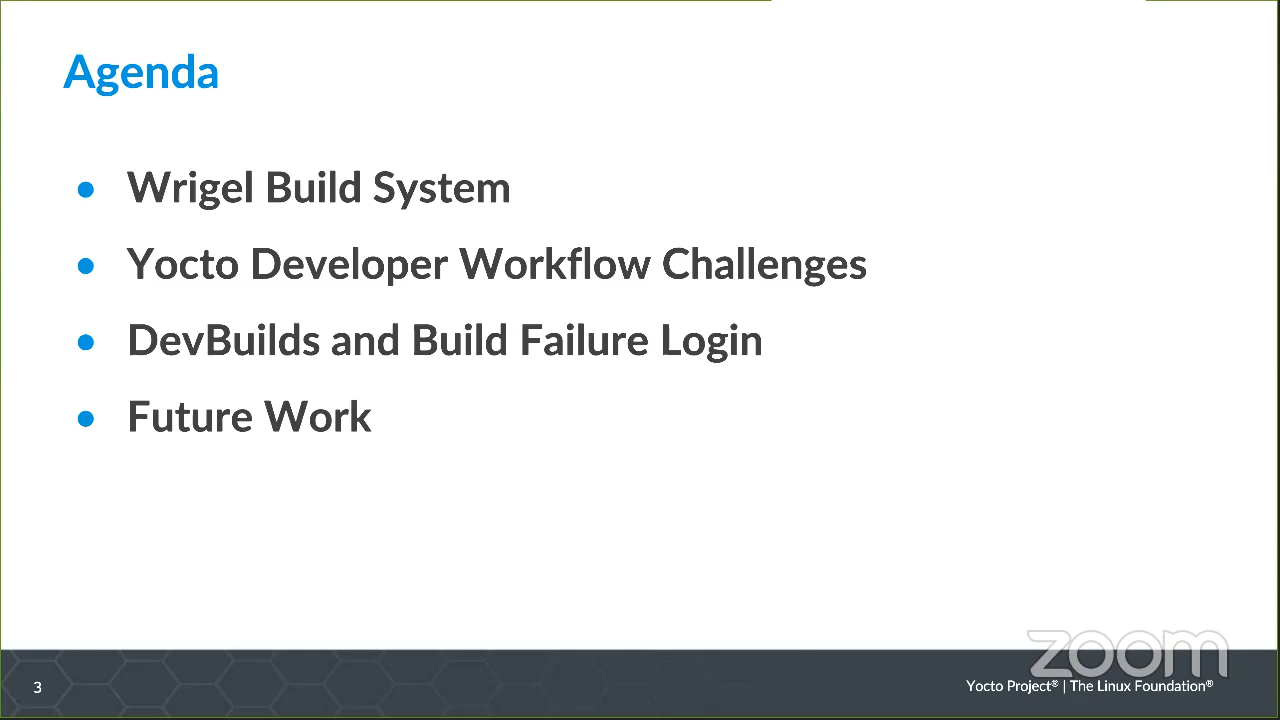 Agenda
Wrigel Build System
Yocto Developer Workflow Challenges
DevBuilds and Build Failure Login
Future Work
zoom
3
Yocto Project® | The Linux Foundation®